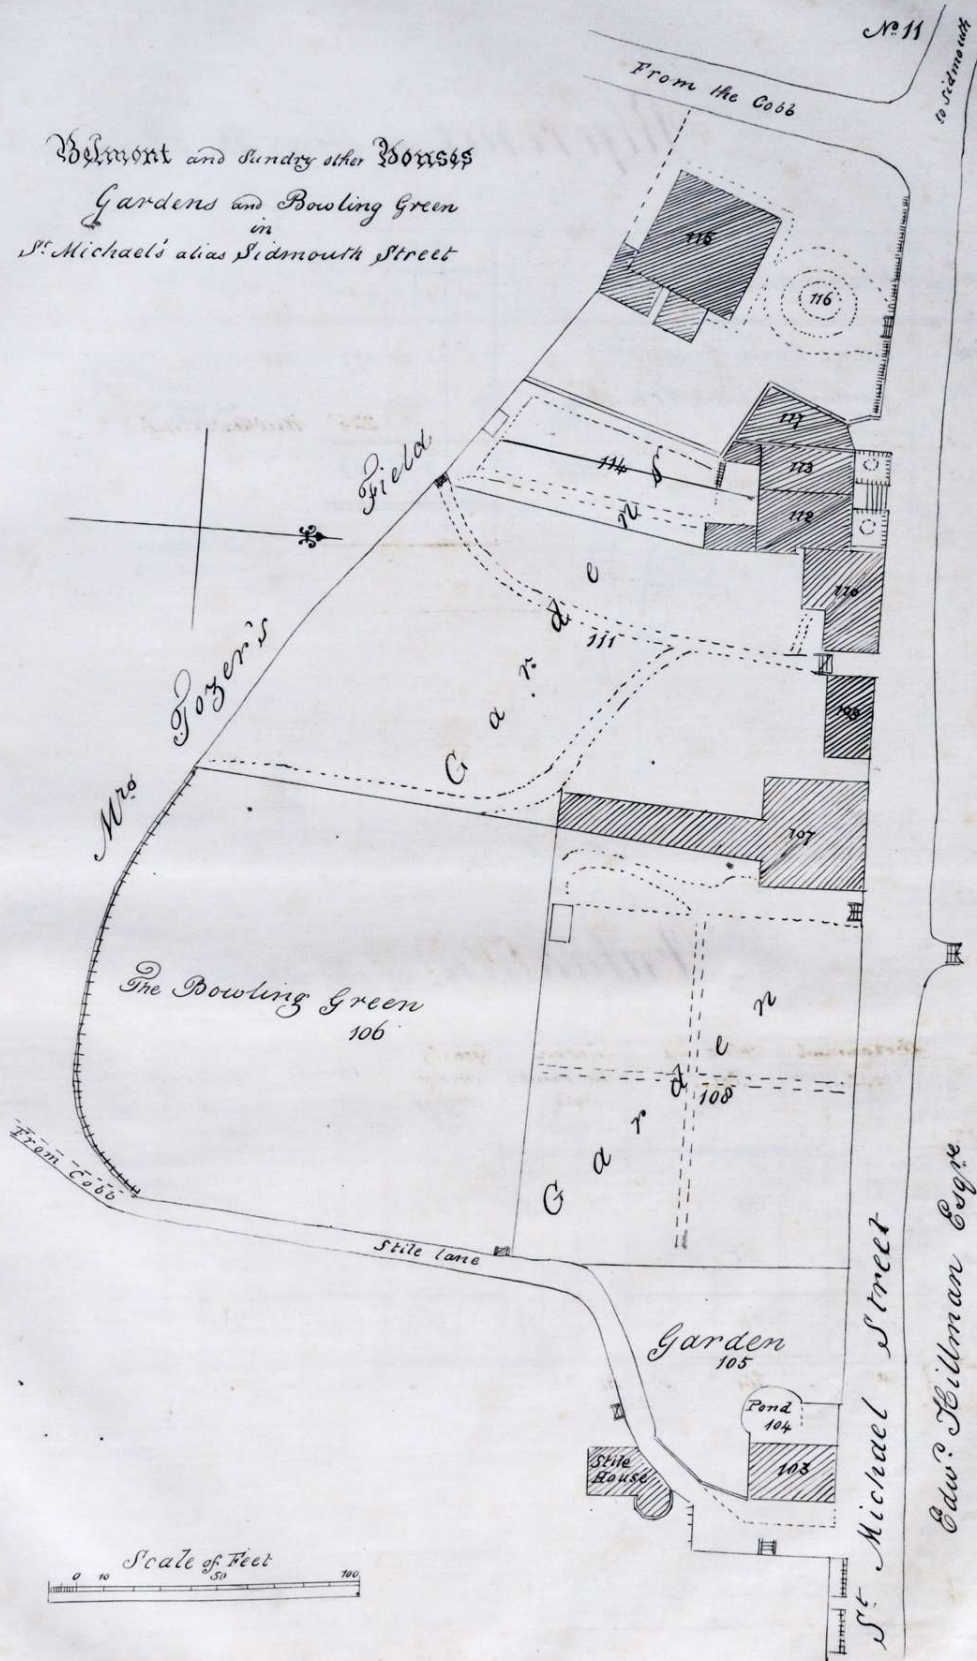 No. 11
From the Cobb
to Sidmouth
Belmont and Sundry other Houses
Gardens and Bowling Green
in
St. Michael's alias Sidmouth Street
115
116
117
113
112
114
Gardens
111
110
109
Mrs Tozer's Field
107
The Bowling Green
106
Garden
108
From Cobb
Stile lane
Garden
105
Pond
104
103
Stile
House
St. Michael Street
Edwd. Hillman Esqre
Scale of Feet
0 10 50 100